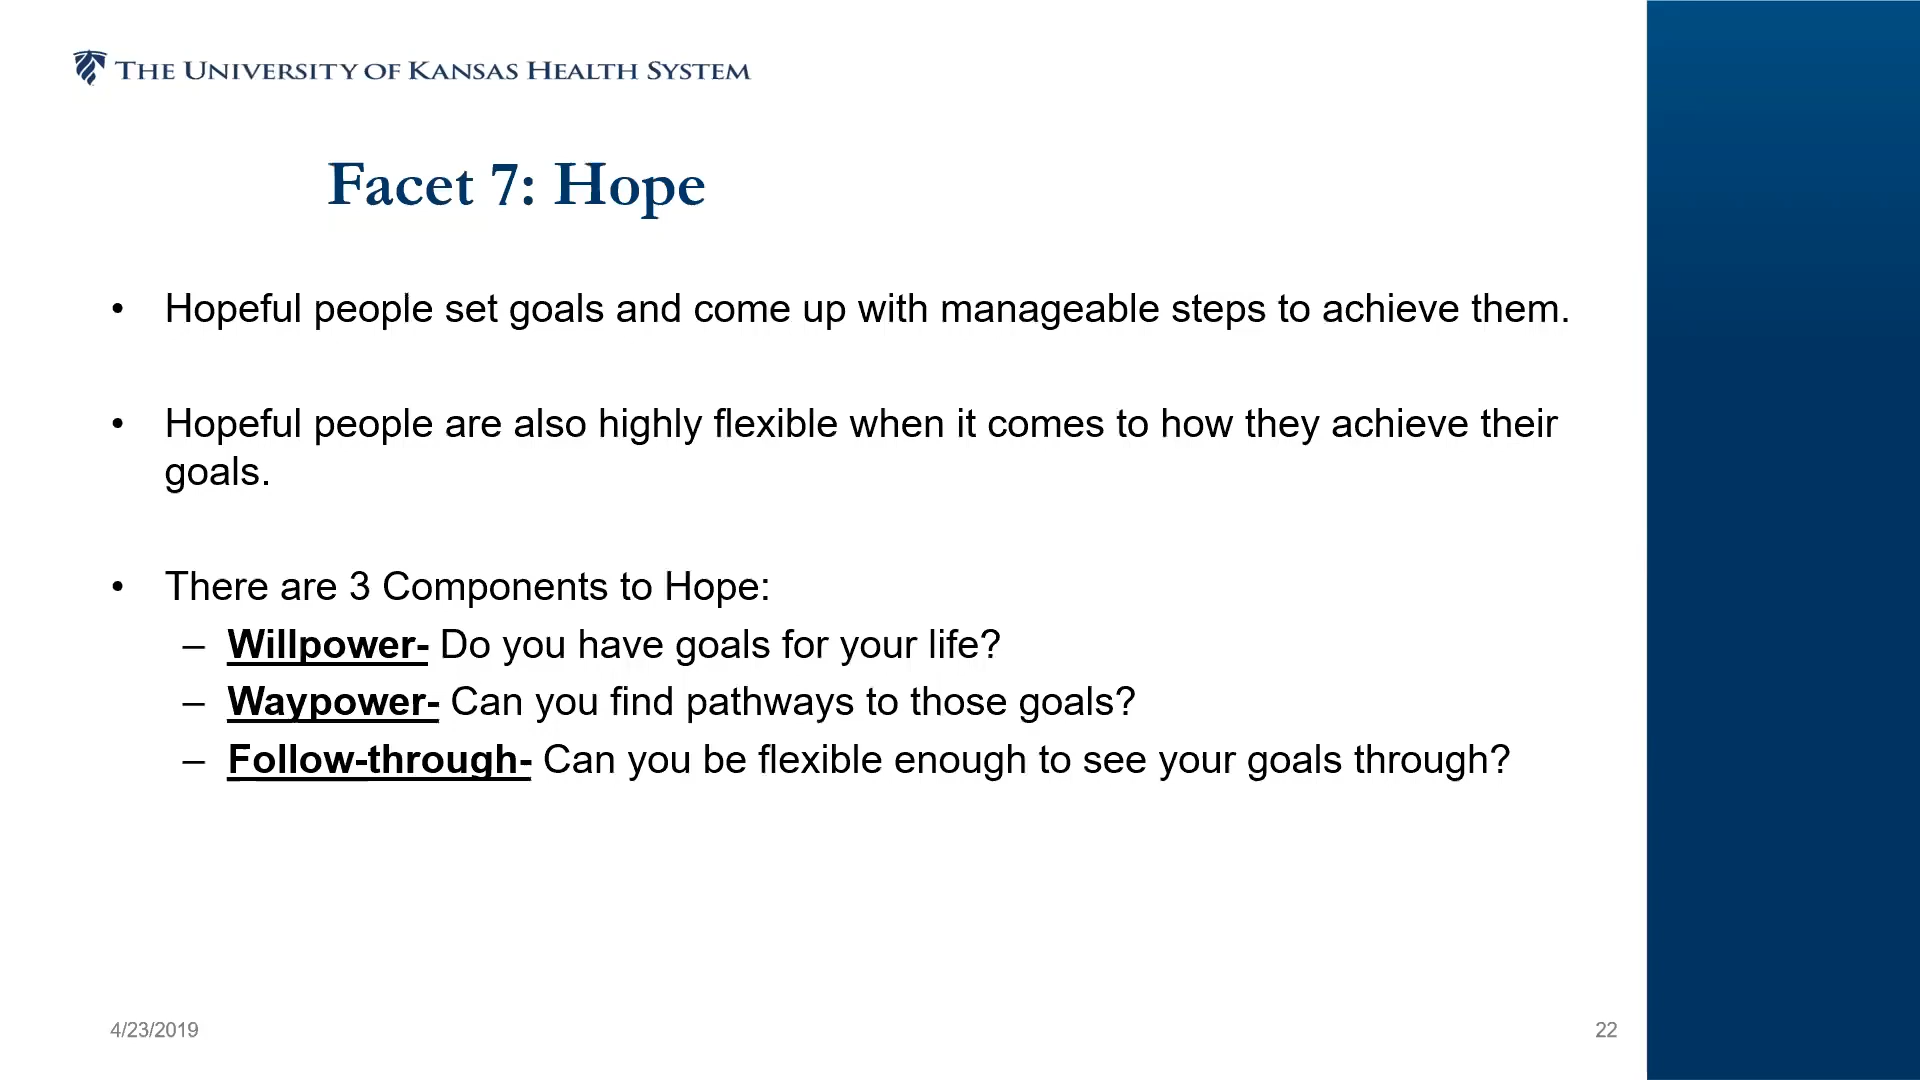 THE UNIVERSITY OF KANSAS HEALTH SYSTEM
Facet 7: Hope
• Hopeful people set goals and come up with manageable steps to achieve them.
• Hopeful people are also highly flexible when it comes to how they achieve their
goals.
• There are 3 Components to Hope:
– Willpower- Do you have goals for your life?
– Waypower- Can you find pathways to those goals?
– Follow-through- Can you be flexible enough to see your goals through?
4/23/2019
22